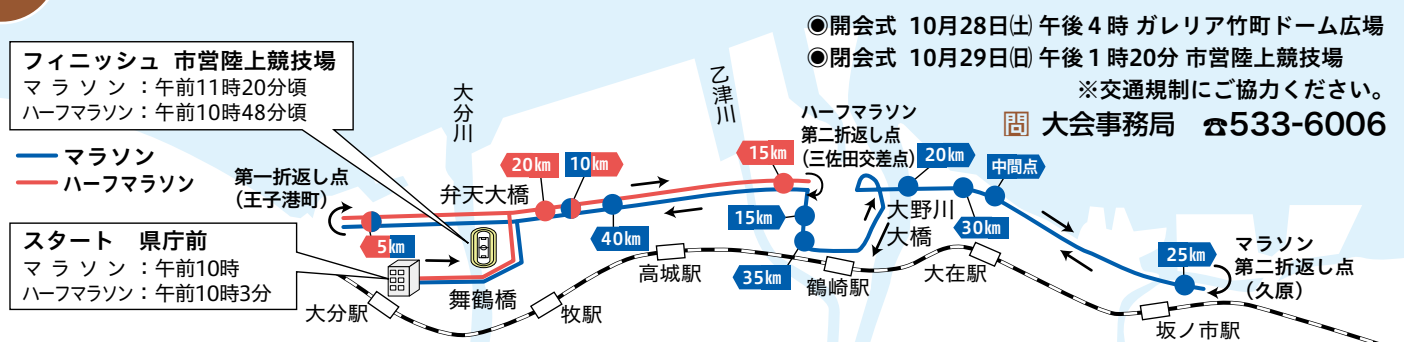 ◉開会式 10月28日㈯ 午後4時 ガレリア竹町ドーム広場
◉閉会式 10月29日㈰ 午後1時20分 市営陸上競技場
※交通規制にご協力ください。
問 大会事務局 ☎533-6006
フィニッシュ 市営陸上競技場
マラソン:午前11時20分頃
ハーフマラソン:午前10時48分頃
マラソン
ハーフマラソン
スタート 県庁前
マラソン:午前10時
ハーフマラソン:午前10時3分
第一折返し点
(王子港町)
5km
大分川
弁天大橋
舞鶴橋
20km
10km
40km
乙津川
15km
ハーフマラソン
第二折返し点
(三佐田交差点)
15km
35km
20km
中間点
30km
大野川
大橋
25km
マラソン
第二折返し点
(久原)
大分駅
牧駅
高城駅
鶴崎駅
大在駅
坂ノ市駅